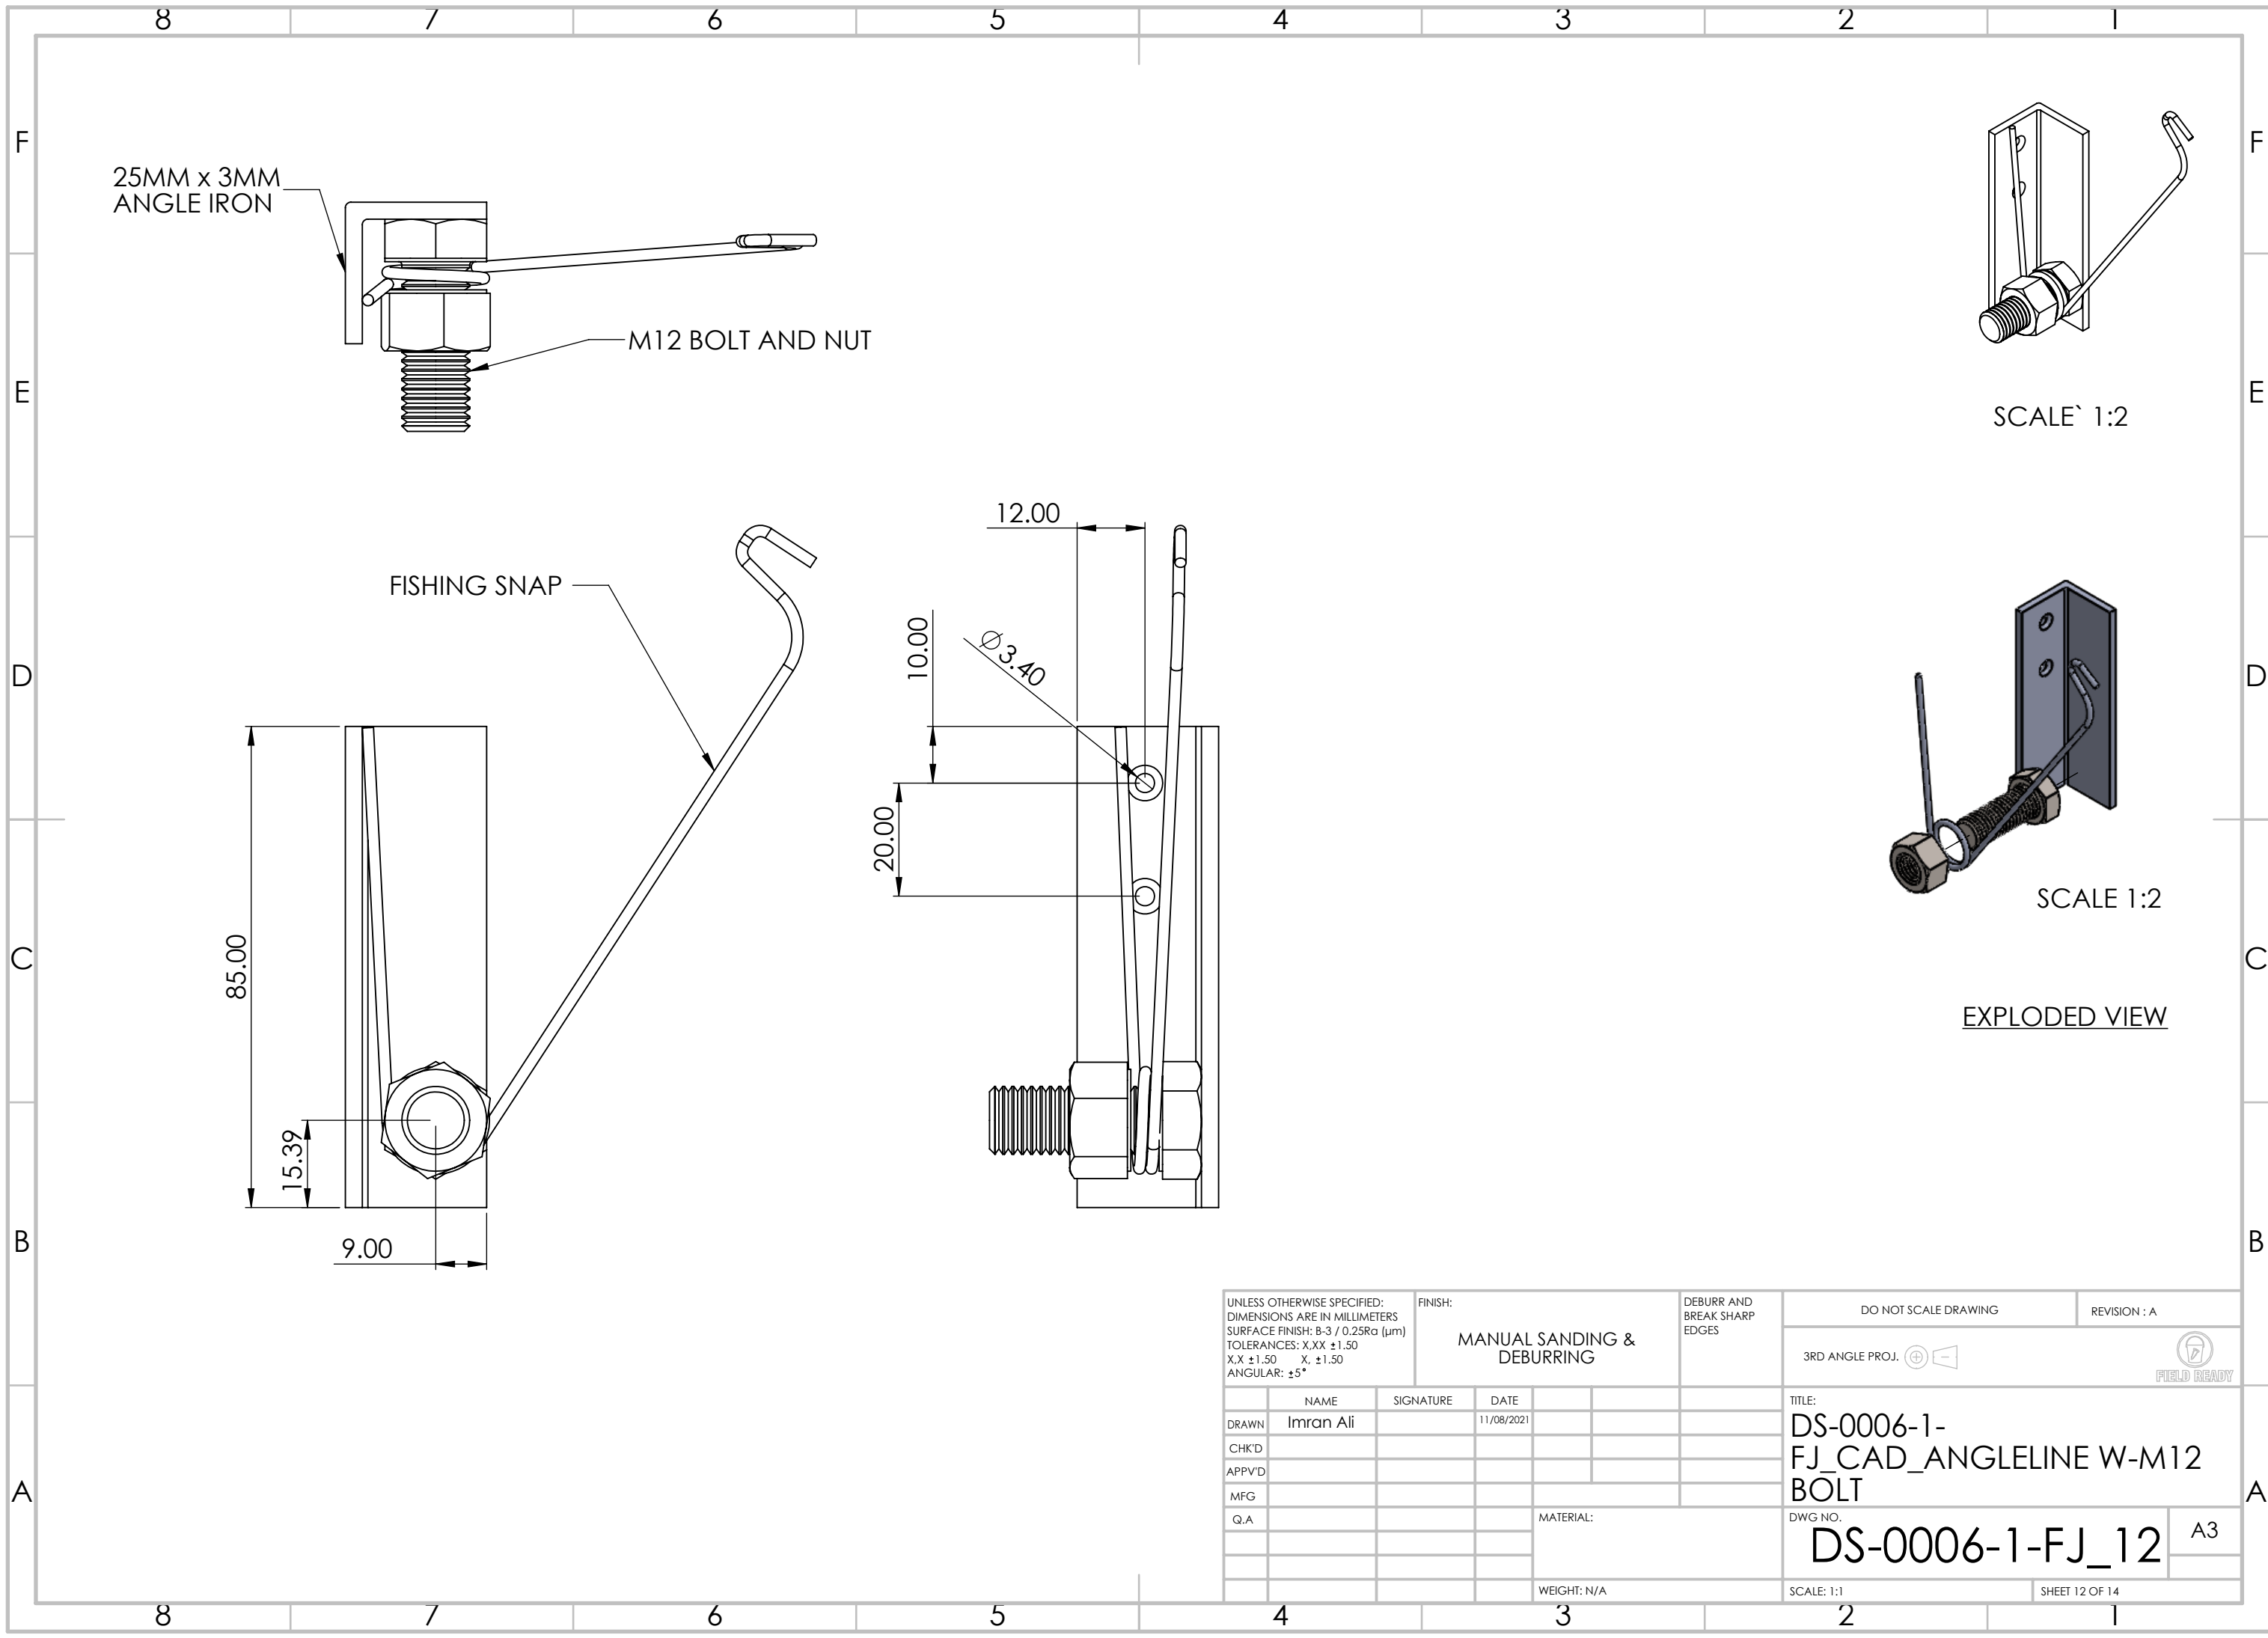 8 7 6 5 4 3 2 1
F F
25MM x 3MM
ANGLE IRON
M12 BOLT AND NUT
E E
SCALE` 1:2
12.00
FISHING SNAP
10.00
Ø3.40
D D
20.00
SCALE 1:2
85.00
C C
EXPLODED VIEW
15.39
9.00
B B
UNLESS OTHERWISE SPECIFIED:
DIMENSIONS ARE IN MILLIMETERS
SURFACE FINISH: B-3 / 0.25Ra (µm)
TOLERANCES: X,XX ±1.50
X,X ±1.50 X, ±1.50
ANGULAR: ±5°
FINISH:
MANUAL SANDING &
DEBURRING
DEBURR AND
BREAK SHARP
EDGES
DO NOT SCALE DRAWING
REVISION : A
3RD ANGLE PROJ.
FIELD READY
NAME SIGNATURE DATE
DRAWN Imran Ali 11/08/2021
CHK'D
APPV'D
MFG
Q.A
MATERIAL:
WEIGHT: N/A
TITLE:
DS-0006-1-
FJ_CAD_ANGLELINE W-M12
BOLT
DWG NO.
DS-0006-1-FJ_12
A3
SCALE: 1:1
SHEET 12 OF 14
A A
8 7 6 5 4 3 2 1